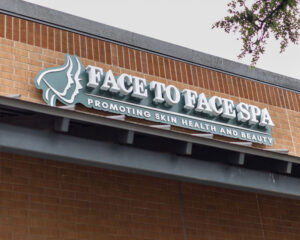 FACE TO FACE SPA
PROMOTING SKIN HEALTH AND BEAUTY